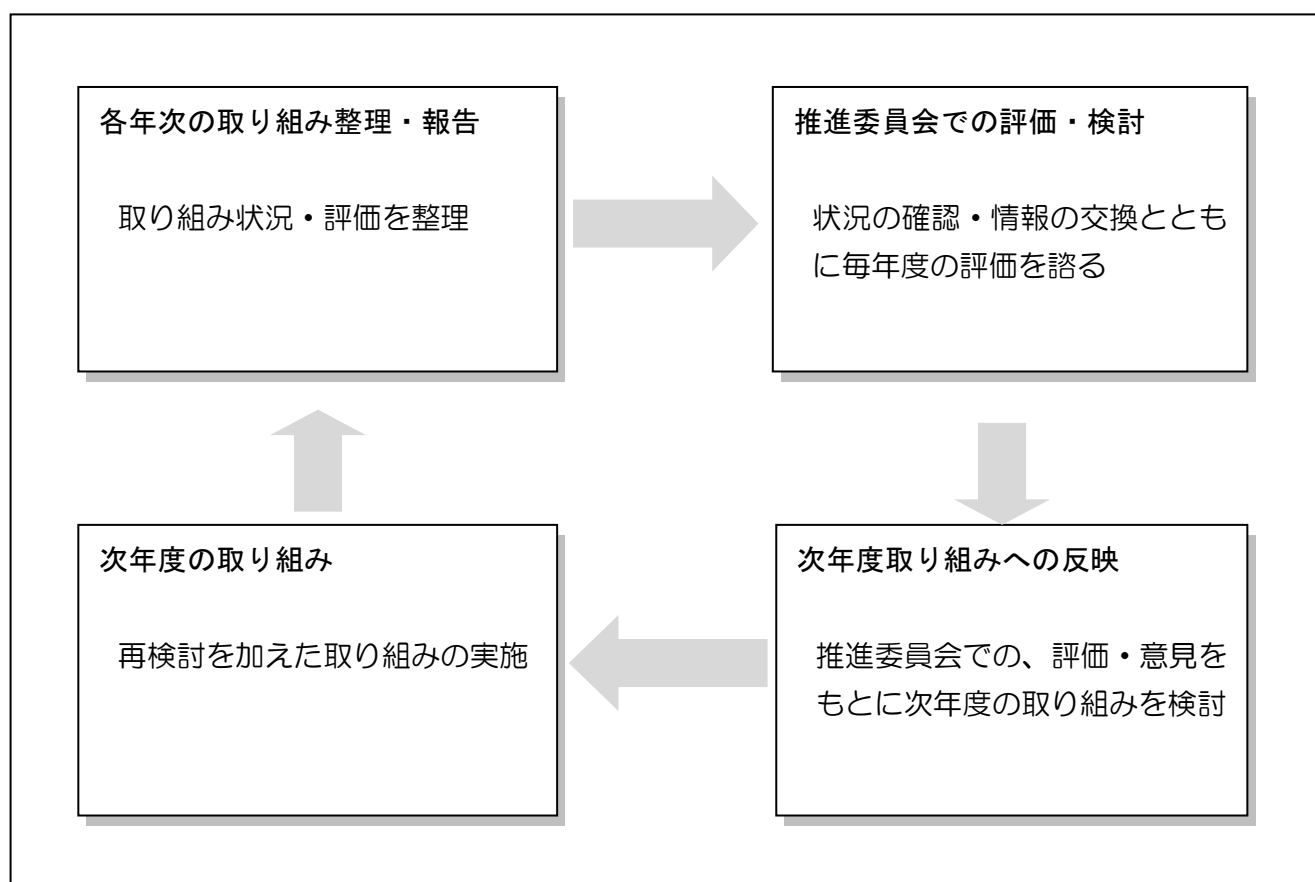 各年次の取り組み整理・報告
取り組み状況・評価を整理
推進委員会での評価・検討
状況の確認・情報の交換ととも
に毎年度の評価を諮る
次年度の取り組み
再検討を加えた取り組みの実施
次年度取り組みへの反映
推進委員会での、評価・意見を
もとに次年度の取り組みを検討